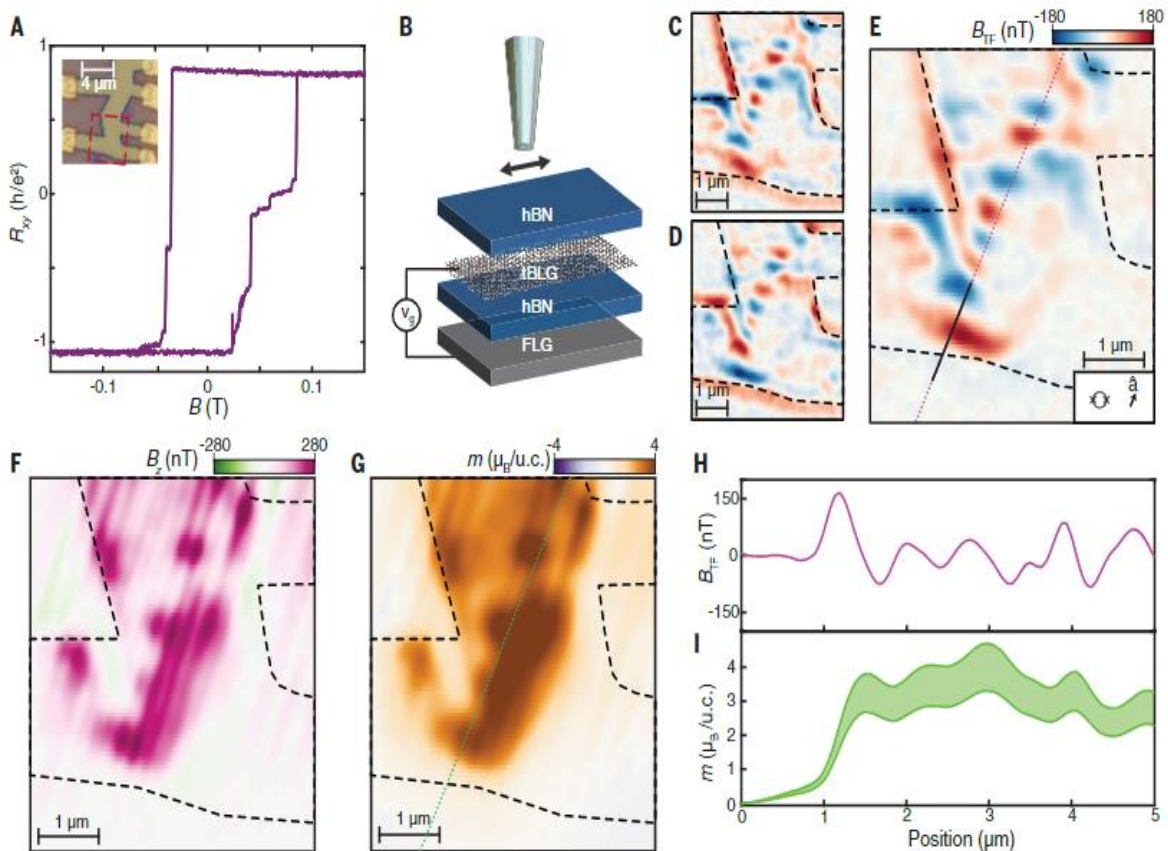 A
1
0
-1
R_xy (h/e²)
4 µm
-0.1
0
0.1
B (T)
B
hBN
tBLG
hBN
FLG
V_g
C
1 µm
D
1 µm
E
B_TF (nT)
-180
180
1 µm
â
F
B_z (nT)
-280
280
1 µm
G
m (µ_B/u.c.)
-4
4
1 µm
H
150
0
-150
B_TF (nT)
I
4
3
2
1
0
m (µ_B/u.c.)
0
1
2
3
4
5
Position (µm)